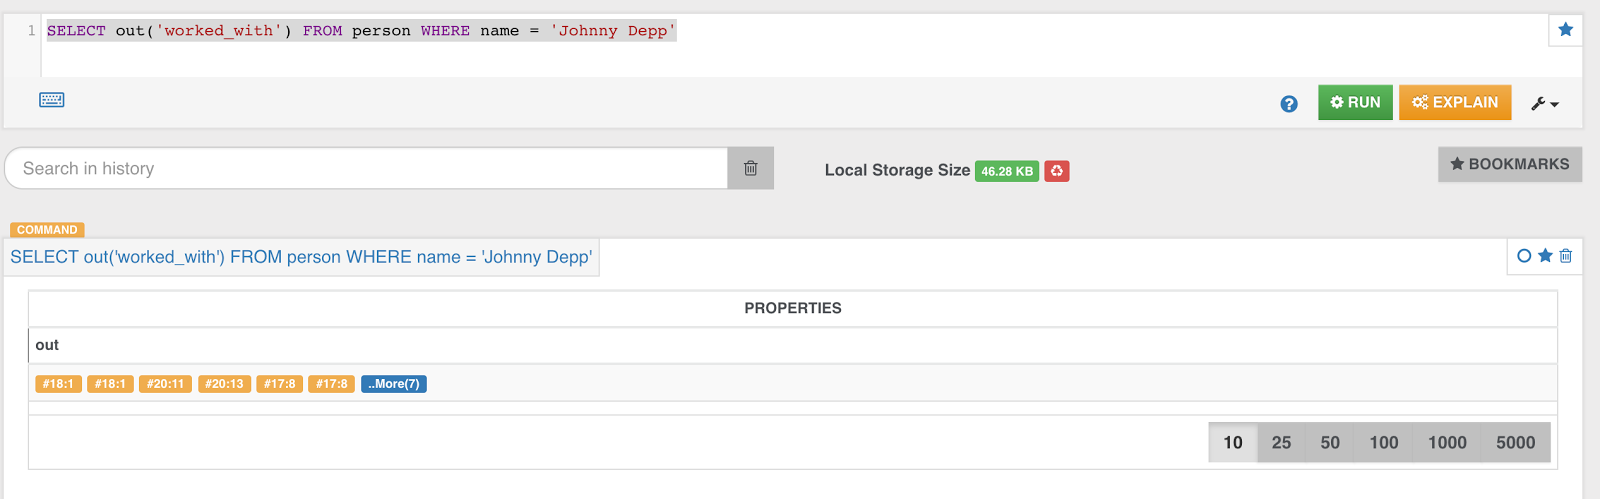 1 SELECT out('worked_with') FROM person WHERE name = 'Johnny Depp'
RUN EXPLAIN
Search in history Local Storage Size 46.28 KB BOOKMARKS
COMMAND
SELECT out('worked_with') FROM person WHERE name = 'Johnny Depp'
PROPERTIES
out
#18:1 #18:1 #20:11 #20:13 #17:8 #17:8 ..More(7)
10 25 50 100 1000 5000